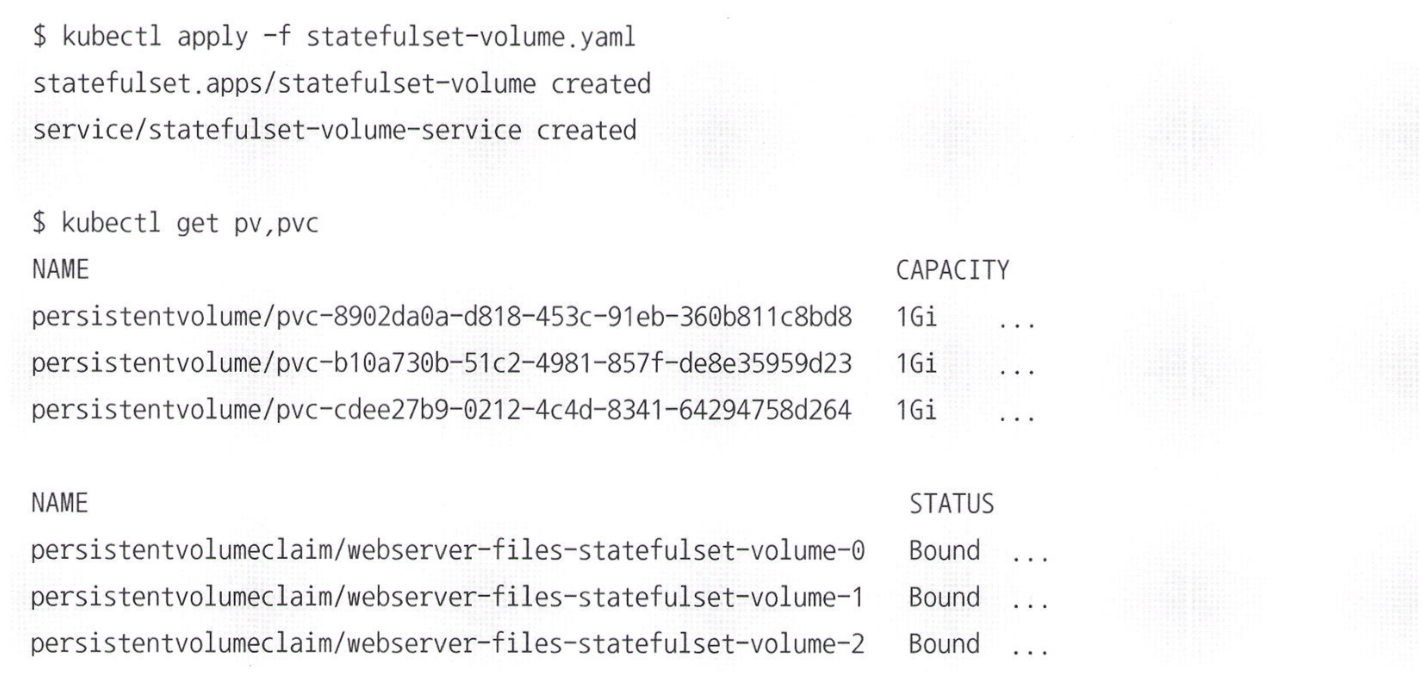 $ kubectl apply -f statefulset-volume.yaml
statefulset.apps/statefulset-volume created
service/statefulset-volume-service created
$ kubectl get pv,pvc
NAME CAPACITY
persistentvolume/pvc-8902da0a-d818-453c-91eb-360b811c8bd8 1Gi ...
persistentvolume/pvc-b10a730b-51c2-4981-857f-de8e35959d23 1Gi ...
persistentvolume/pvc-cdee27b9-0212-4c4d-8341-64294758d264 1Gi ...
NAME STATUS
persistentvolumeclaim/webserver-files-statefulset-volume-0 Bound ...
persistentvolumeclaim/webserver-files-statefulset-volume-1 Bound ...
persistentvolumeclaim/webserver-files-statefulset-volume-2 Bound ...